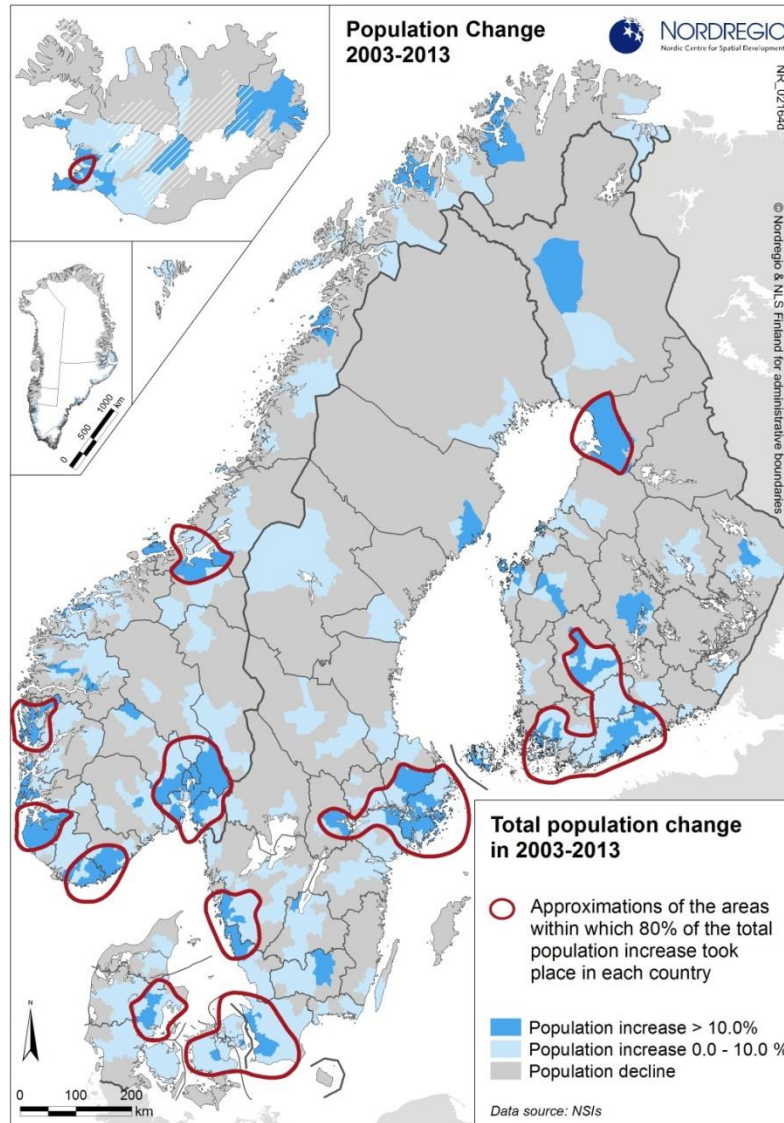 Population Change
2003-2013
NORDREGIO
Nordic Centre for Spatial Development
NR_021646
© Nordregio & NLS Finland for administrative boundaries
0 500 1000
km
Total population change
in 2003-2013
Approximations of the areas
within which 80% of the total
population increase took
place in each country
Population increase > 10.0%
Population increase 0.0 - 10.0 %
Population decline
Data source: NSIs
N
0 100 200
km